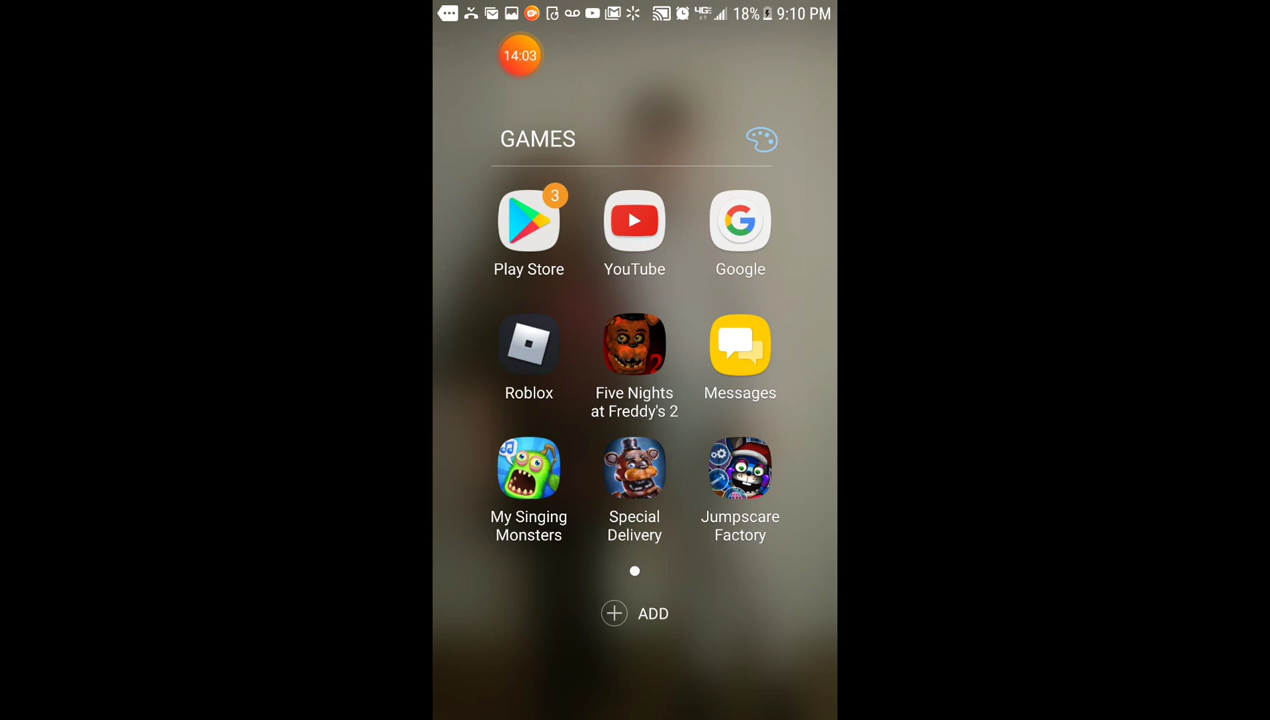 4G 18% 9:10 PM
14:03
GAMES
3
Play Store YouTube Google
Roblox Five Nights Messages
at Freddy's 2
My Singing Special Jumpscare
Monsters Delivery Factory
ADD